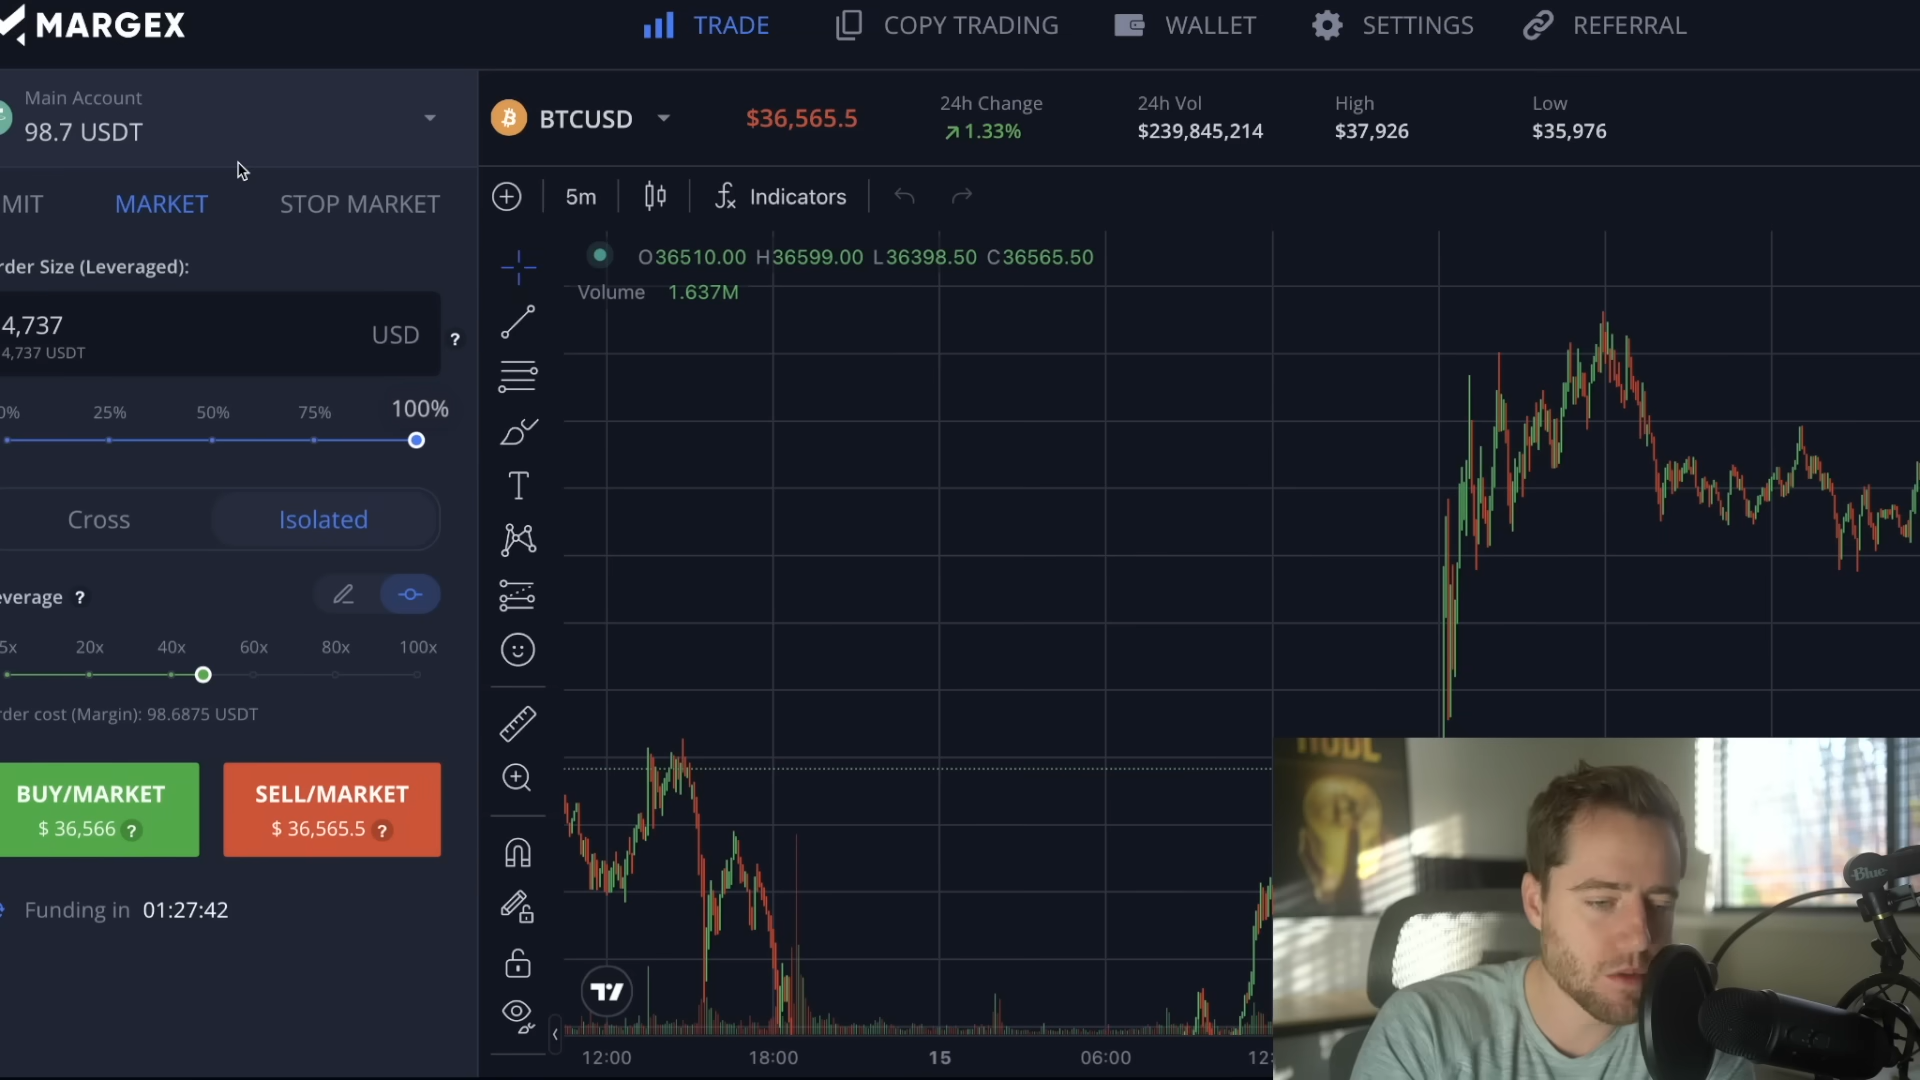 MARGEX
TRADE
COPY TRADING
WALLET
SETTINGS
REFERRAL
Main Account
98.7 USDT
MIT
MARKET
STOP MARKET
rder Size (Leveraged):
4,737
USD
?
4,737 USDT
0%
25%
50%
75%
100%
Cross
Isolated
everage ?
5x
20x
40x
60x
80x
100x
rder cost (Margin): 98.6875 USDT
BUY/MARKET
$ 36,566 ?
SELL/MARKET
$ 36,565.5 ?
Funding in 01:27:42
BTCUSD
$36,565.5
24h Change
1.33%
24h Vol
$239,845,214
High
$37,926
Low
$35,976
5m
fx Indicators
O36510.00 H36599.00 L36398.50 C36565.50
Volume 1.637M
T
12:00
18:00
15
06:00
12:
HODL
Blue